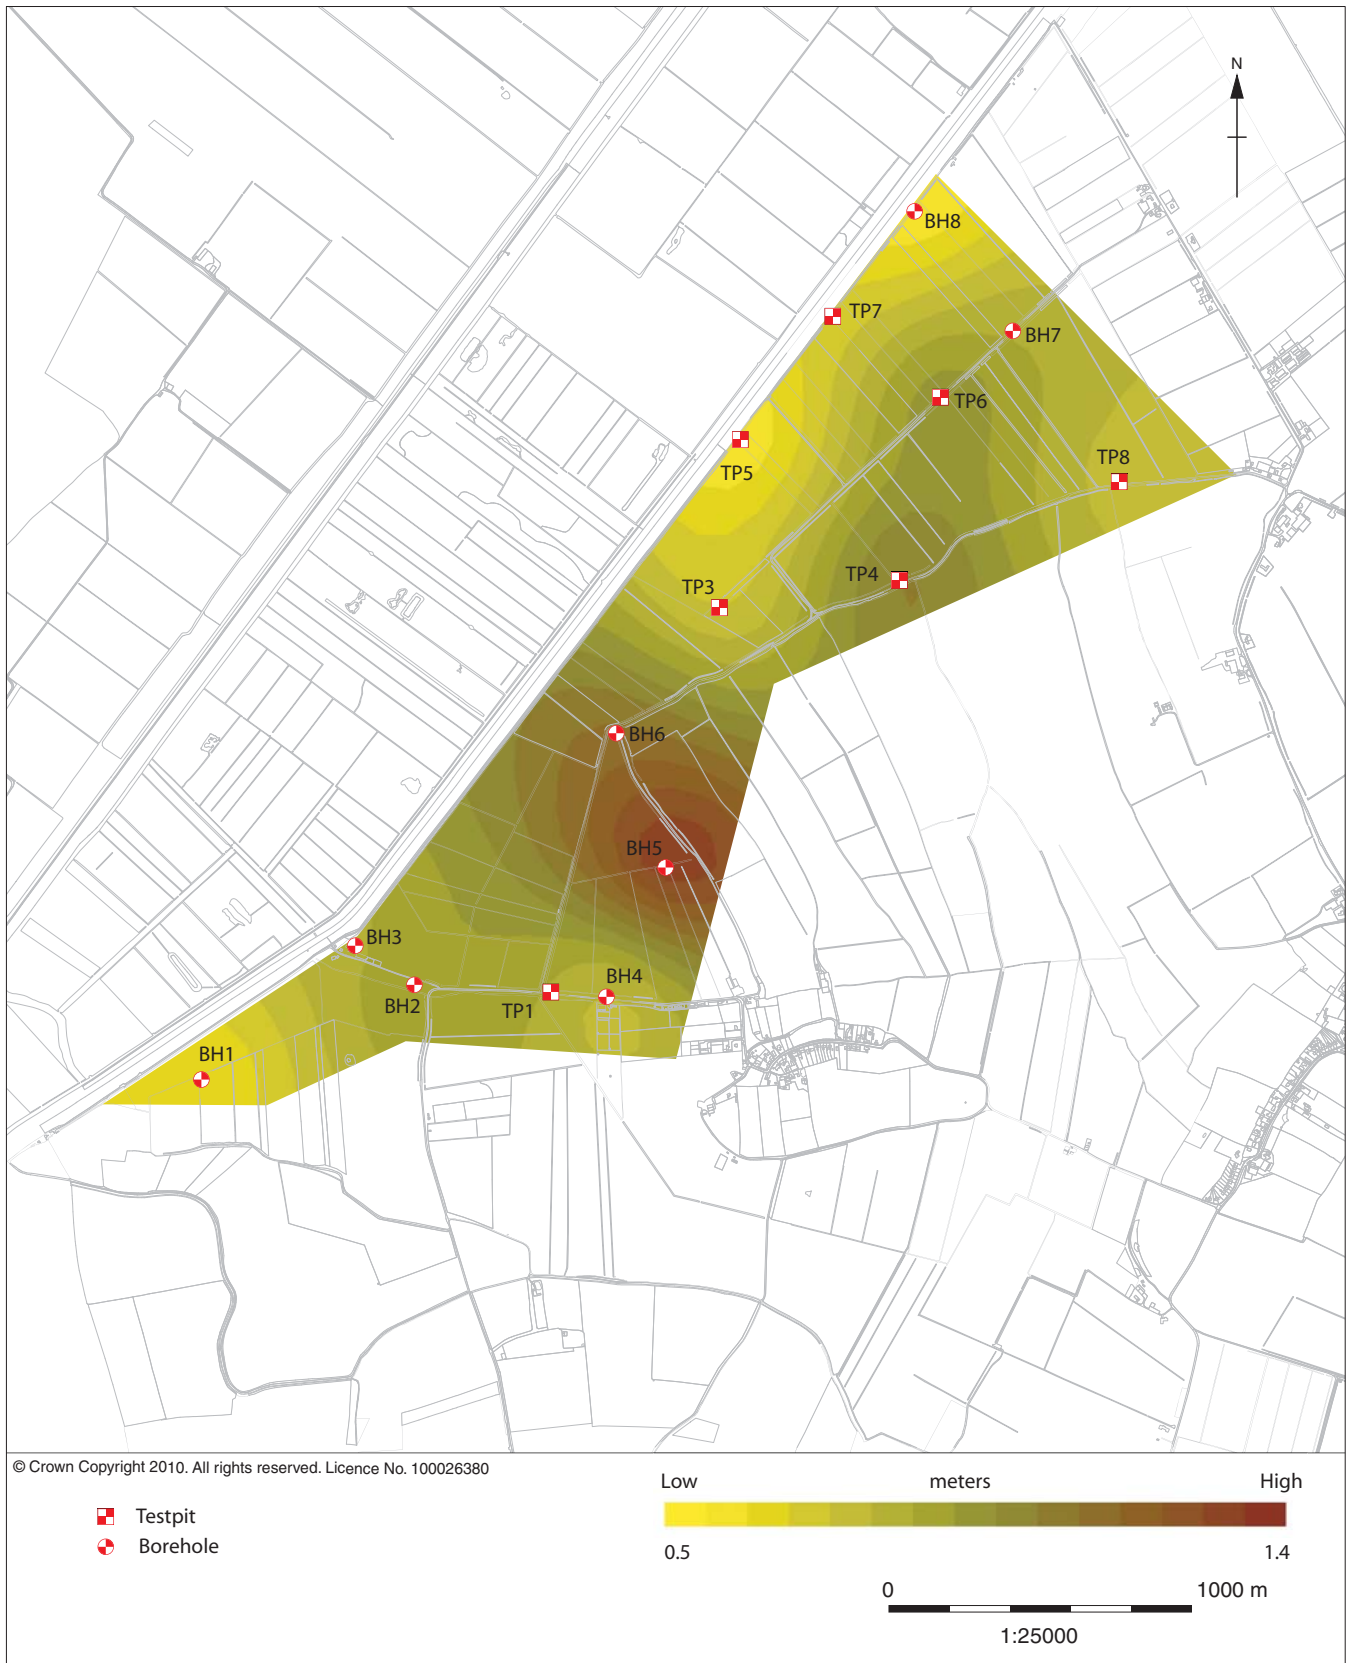 N
BH8
TP7
BH7
TP6
TP5
TP8
TP4
TP3
BH6
BH5
BH3
BH4
BH2
TP1
BH1
© Crown Copyright 2010. All rights reserved. Licence No. 100026380
Low meters High
Testpit
Borehole
0.5 1.4
0 1000 m
1:25000